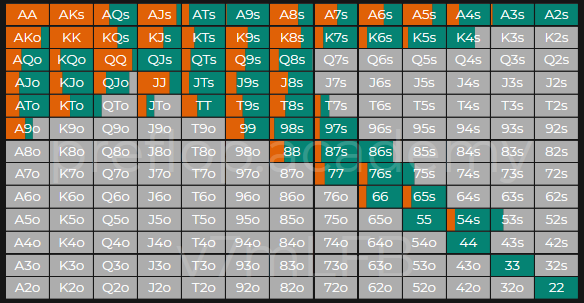 AA AKs AQs AJs ATs A9s A8s A7s A6s A5s A4s A3s A2s
AKo KK KQs KJs KTs K9s K8s K7s K6s K5s K4s K3s K2s
AQo KQo QQ QJs QTs Q9s Q8s Q7s Q6s Q5s Q4s Q3s Q2s
AJo KJo QJo JJ JTs J9s J8s J7s J6s J5s J4s J3s J2s
ATo KTo QTo JTo TT T9s T8s T7s T6s T5s T4s T3s T2s
A9o K9o Q9o J9o T9o 99 98s 97s 96s 95s 94s 93s 92s
A8o K8o Q8o J8o T8o 98o 88 87s 86s 85s 84s 83s 82s
A7o K7o Q7o J7o T7o 97o 87o 77 76s 75s 74s 73s 72s
A6o K6o Q6o J6o T6o 96o 86o 76o 66 65s 64s 63s 62s
A5o K5o Q5o J5o T5o 95o 85o 75o 65o 55 54s 53s 52s
A4o K4o Q4o J4o T4o 94o 84o 74o 64o 54o 44 43s 42s
A3o K3o Q3o J3o T3o 93o 83o 73o 63o 53o 43o 33 32s
A2o K2o Q2o J2o T2o 92o 82o 72o 62o 52o 42o 32o 22